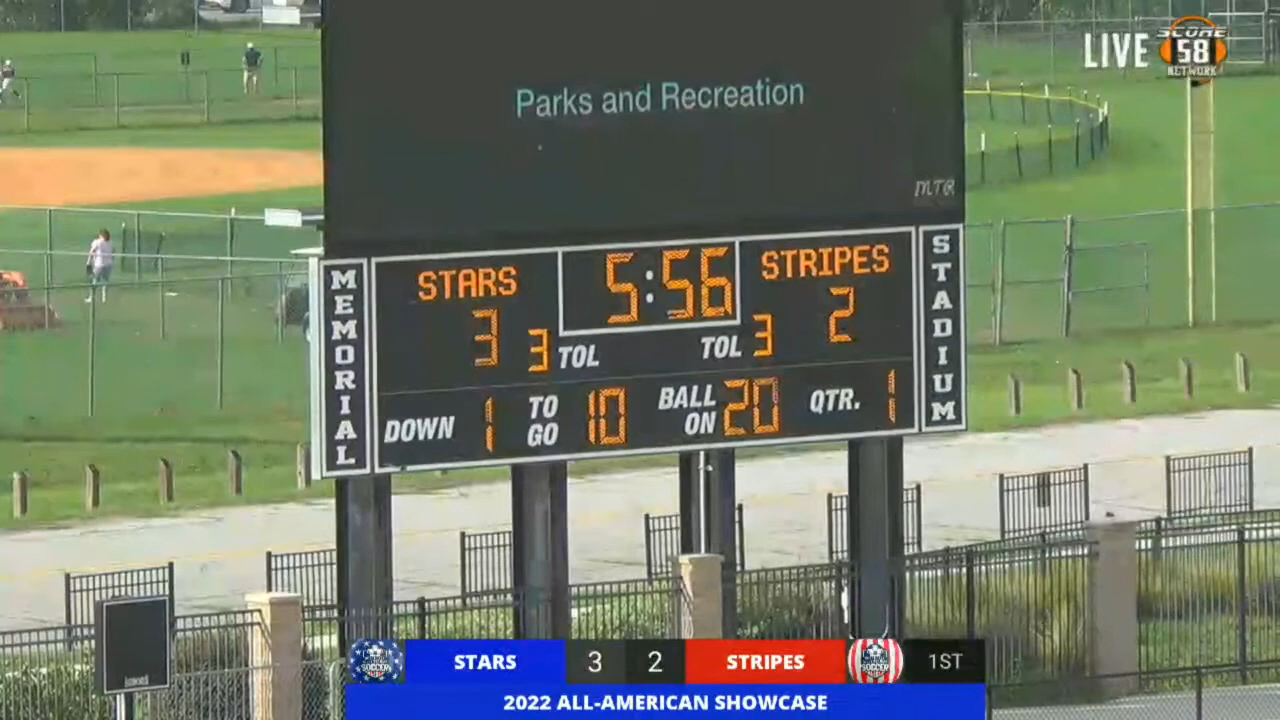 LIVE
SCORE
58
NETWORK
Parks and Recreation
MTR
MEMORIAL
STARS
5:56
STRIPES
STADIUM
3
3 TOL
TOL 3
2
DOWN 1
TO GO 10
BALL ON 20
QTR. 1
STARS 3 2 STRIPES 1ST
SOCCER
2022 ALL-AMERICAN SHOWCASE